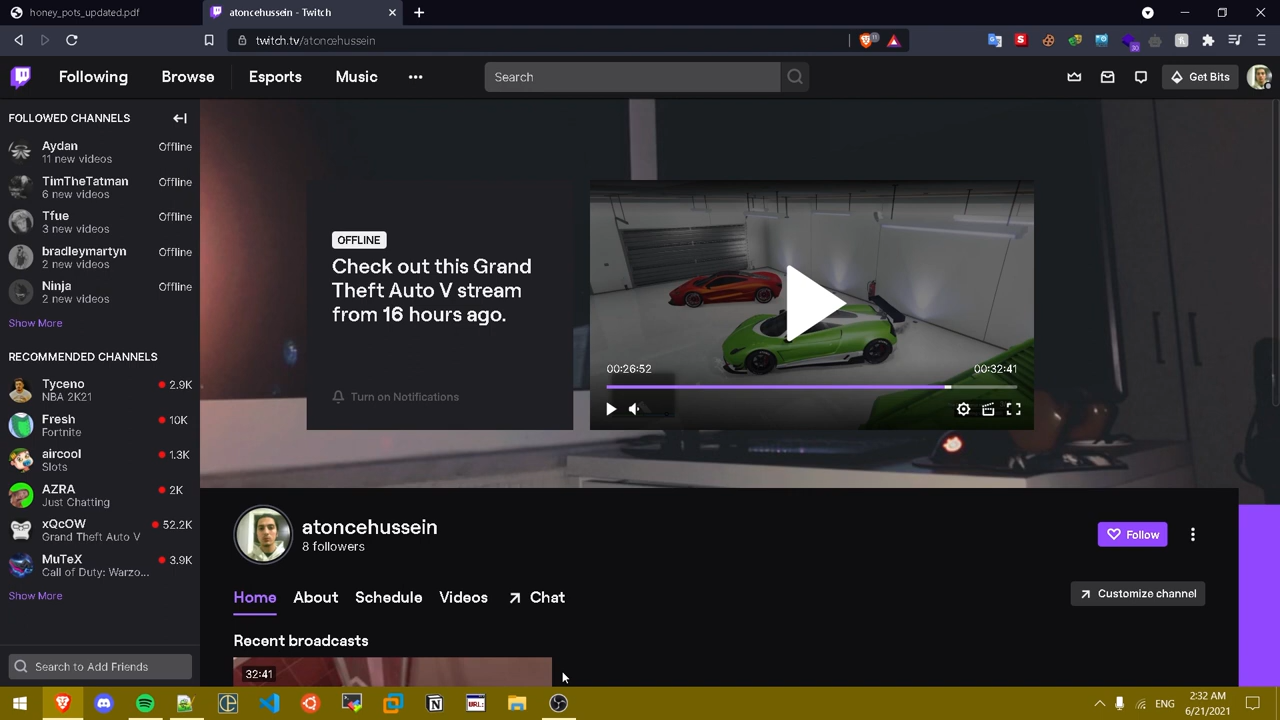 honey_pots_updated.pdf
atoncehussein - Twitch
twitch.tv/atoncehussein
11
30
Following
Browse
Esports
Music
Search
Get Bits
FOLLOWED CHANNELS
Aydan
Offline
11 new videos
TimTheTatman
Offline
6 new videos
Tfue
Offline
3 new videos
bradleymartyn
Offline
2 new videos
Ninja
Offline
2 new videos
Show More
RECOMMENDED CHANNELS
Tyceno
2.9K
NBA 2K21
Fresh
10K
Fortnite
aircool
1.3K
Slots
AZRA
2K
Just Chatting
xQcOW
52.2K
Grand Theft Auto V
MuTeX
3.9K
Call of Duty: Warzo...
Show More
Search to Add Friends
OFFLINE
Check out this Grand
Theft Auto V stream
from 16 hours ago.
Turn on Notifications
00:26:52
00:32:41
atoncehussein
8 followers
Follow
Home
About
Schedule
Videos
Chat
Customize channel
Recent broadcasts
32:41
URL:
ENG
2:32 AM
6/21/2021